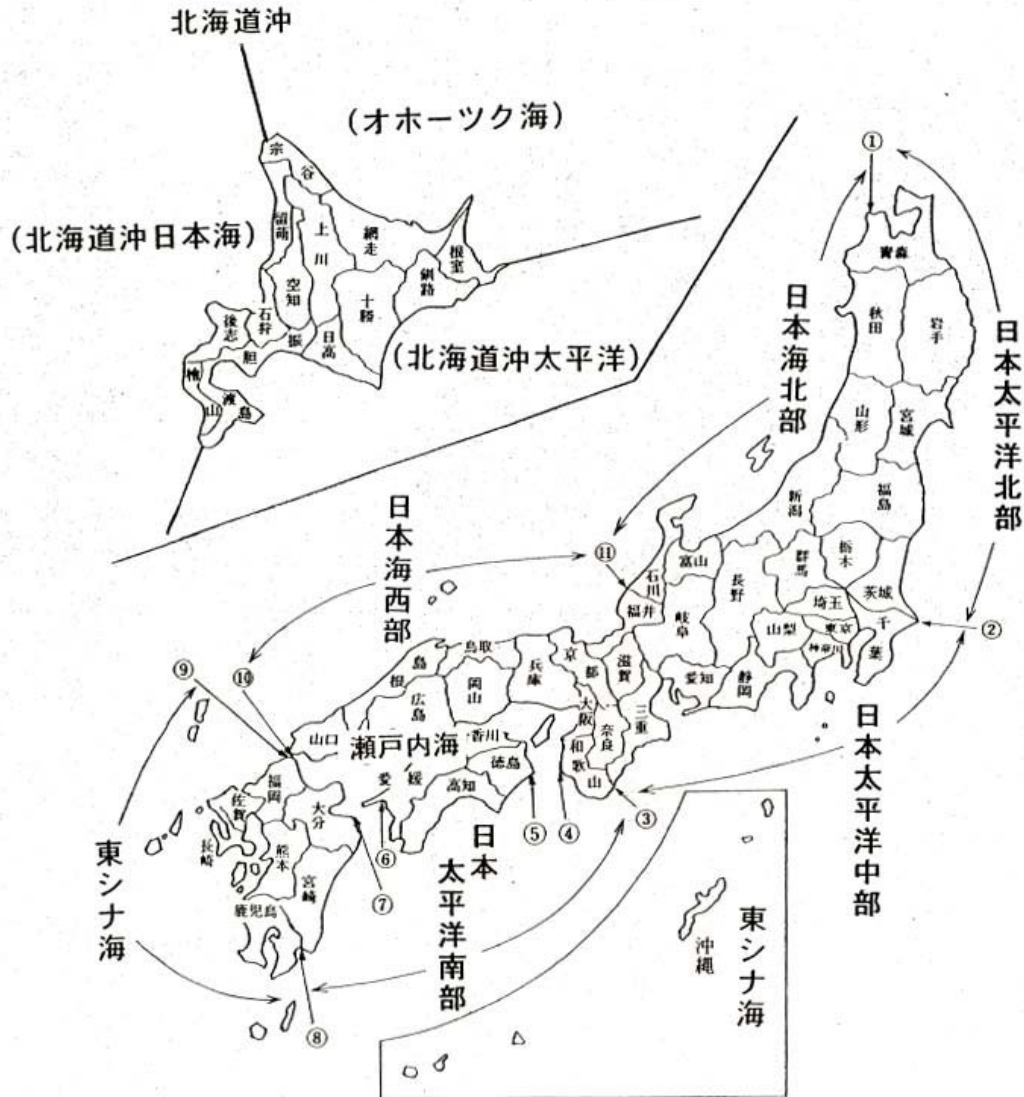 北海道沖
(オホーツク海)
(北海道沖日本海)
(北海道沖太平洋)
宗谷
留萌
上川
網走
根室
釧路
十勝
空知
石狩
後志
胆振
日高
檜山
渡島
①
青森
秋田
岩手
山形
宮城
新潟
福島
日本海北部
日本太平洋北部
②
栃木
群馬
茨城
埼玉
千葉
東京
神奈川
山梨
長野
静岡
愛知
岐阜
富山
石川
福井
⑪
日本海西部
滋賀
京都
三重
奈良
大阪
和歌山
兵庫
鳥取
岡山
島根
広島
山口
⑨
⑩
瀬戸内海
香川
徳島
愛媛
高知
日本太平洋中部
③
④
⑤
⑥
⑦
日本
太平洋南部
福岡
佐賀
長崎
大分
熊本
宮崎
鹿児島
東シナ海
⑧
沖縄
東シナ海